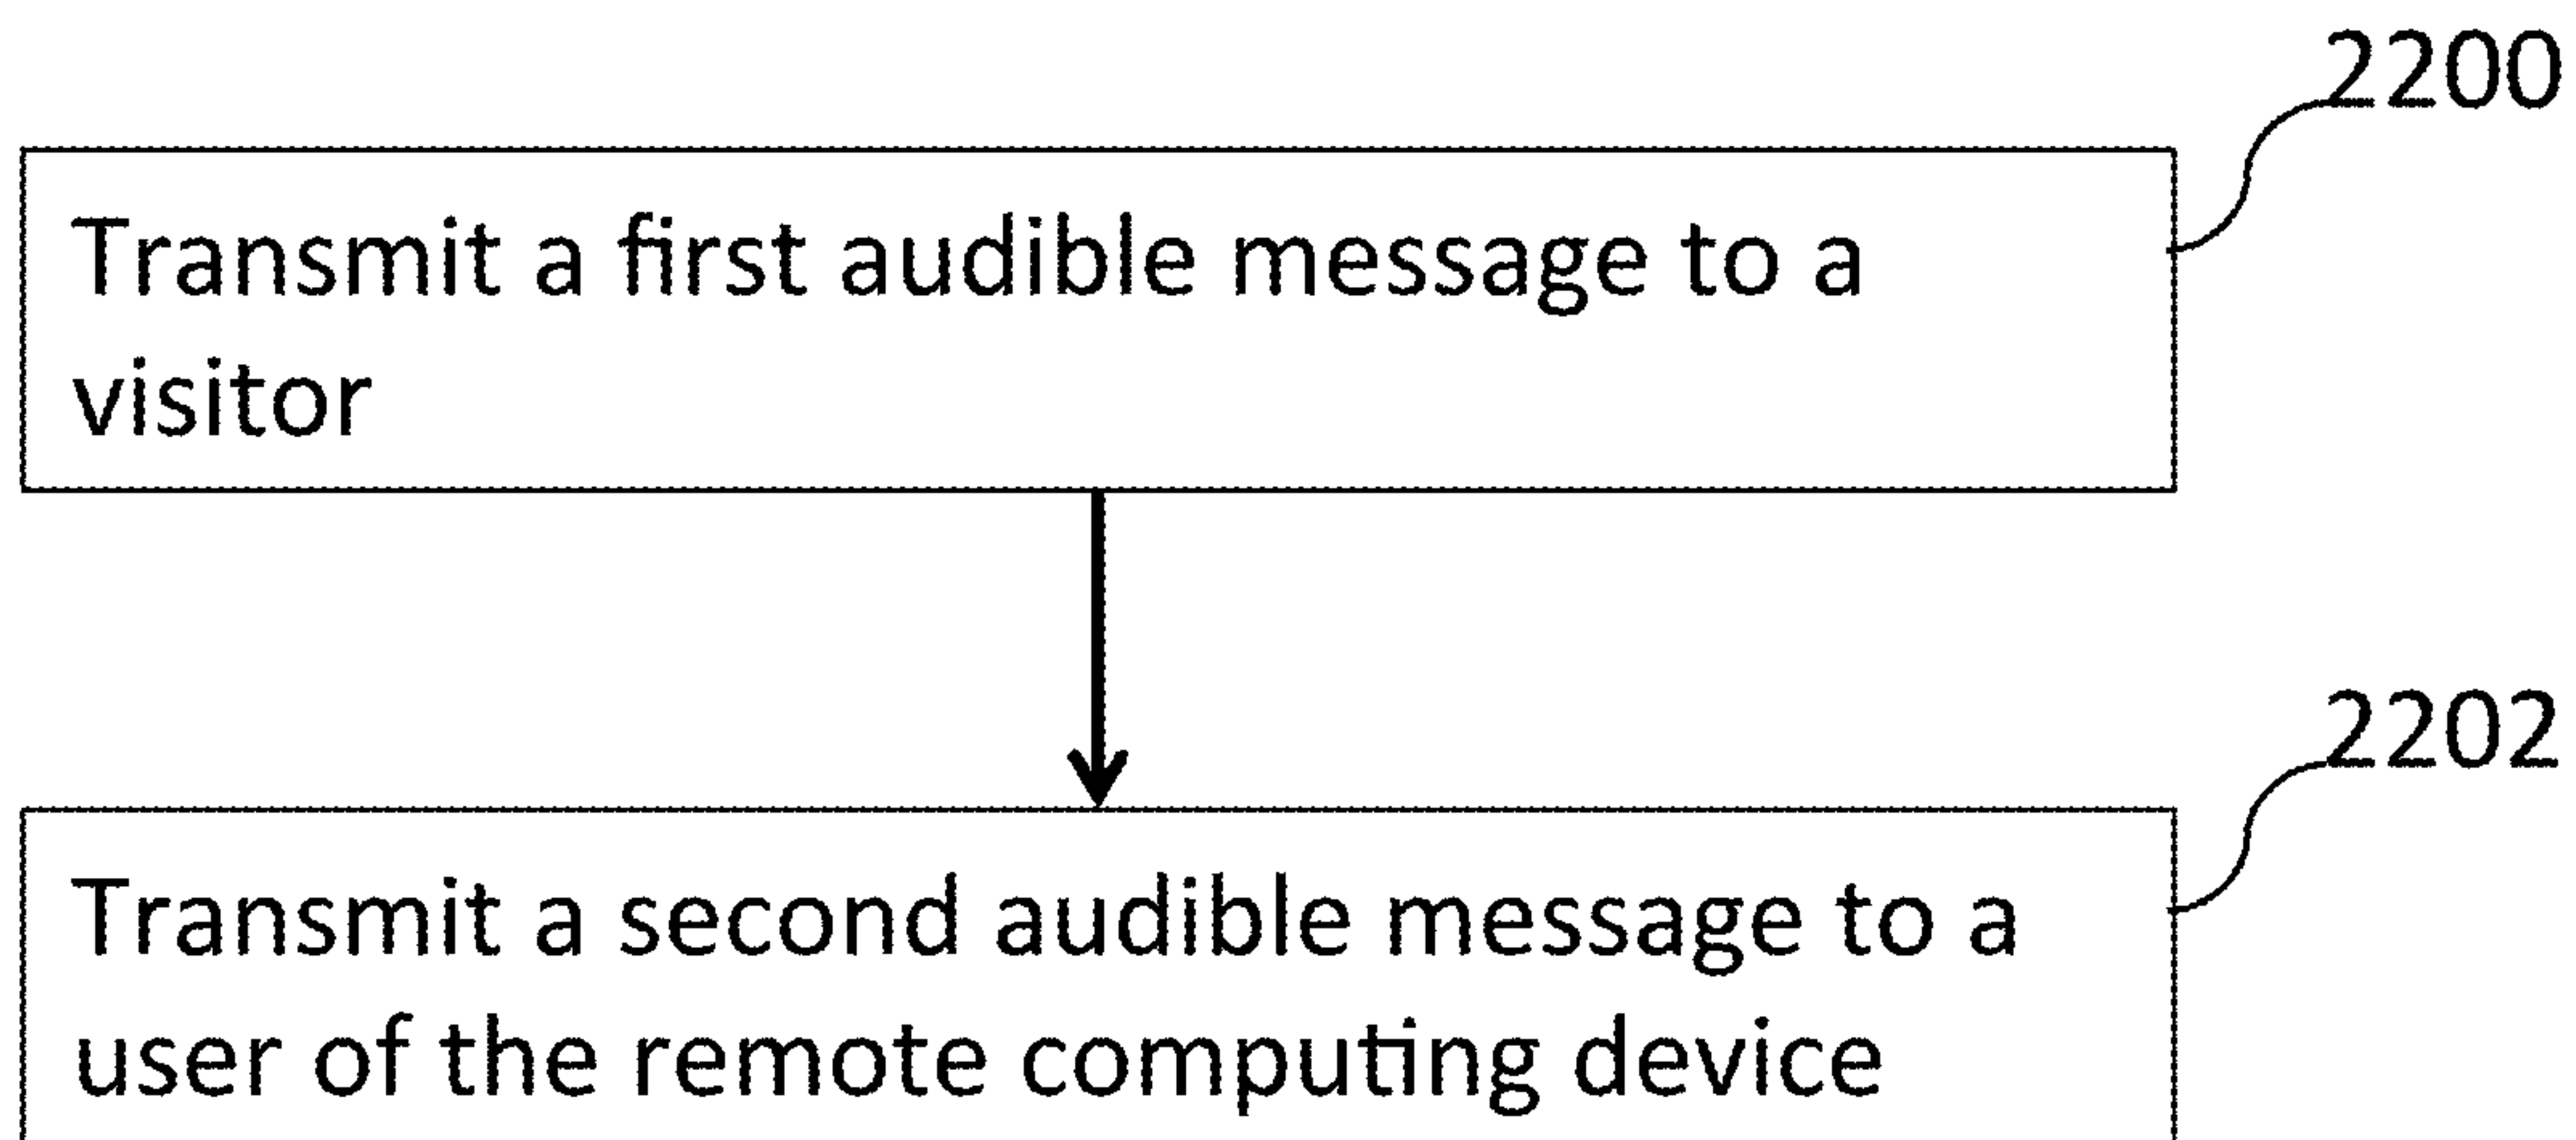 2200
Transmit a first audible message to a
visitor
2202
Transmit a second audible message to a
user of the remote computing device